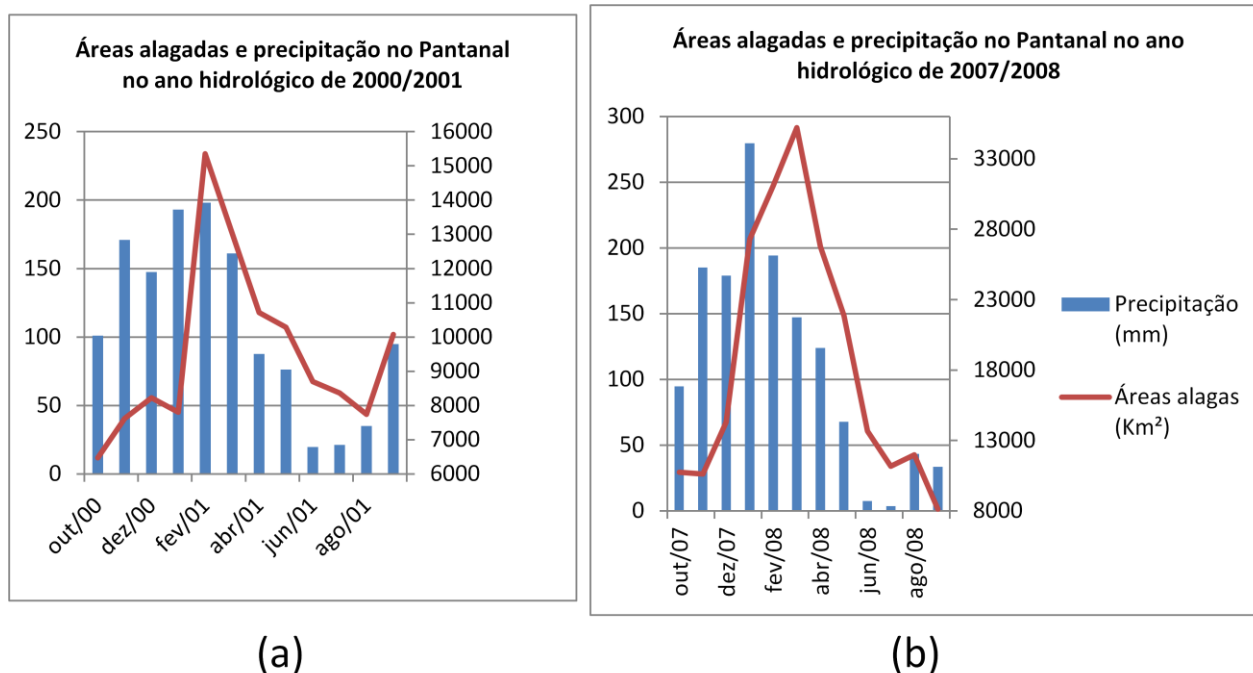 Áreas alagadas e precipitação no Pantanal
no ano hidrológico de 2000/2001
250
200
150
100
50
0
16000
15000
14000
13000
12000
11000
10000
9000
8000
7000
6000
out/00
dez/00
fev/01
abr/01
jun/01
ago/01
(a)
Áreas alagadas e precipitação no Pantanal no ano
hidrológico de 2007/2008
300
250
200
150
100
50
0
33000
28000
23000
18000
13000
8000
out/07
dez/07
fev/08
abr/08
jun/08
ago/08
Precipitação
(mm)
Áreas alagas
(Km²)
(b)